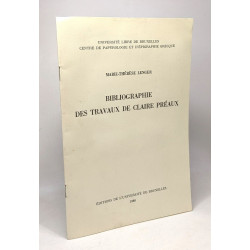 UNIVERSITÉ LIBRE DE BRUXELLES
CENTRE DE PAPYROLOGIE ET D'ÉPIGRAPHIE GRECQUE
MARIE-THÉRÈSE LENGER
BIBLIOGRAPHIE
DES TRAVAUX DE CLAIRE PRÉAUX
ÉDITIONS DE L'UNIVERSITÉ DE BRUXELLES